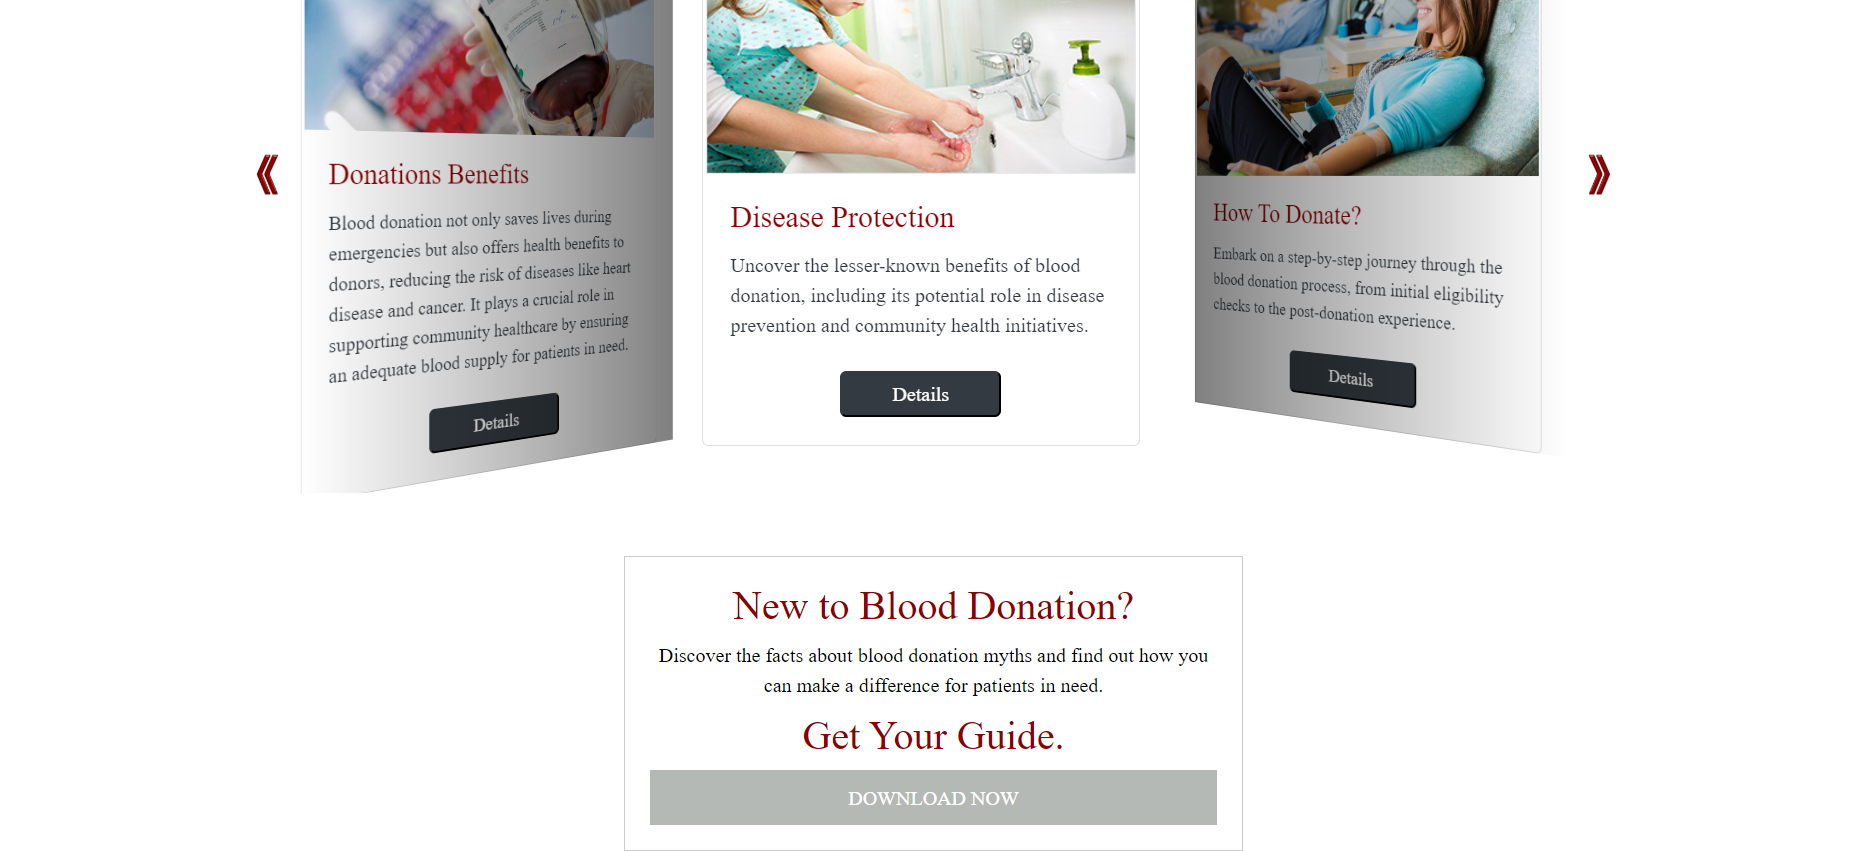 Donations Benefits
Blood donation not only saves lives during
emergencies but also offers health benefits to
donors, reducing the risk of diseases like heart
disease and cancer. It plays a crucial role in
supporting community healthcare by ensuring
an adequate blood supply for patients in need.
Details
Disease Protection
Uncover the lesser-known benefits of blood
donation, including its potential role in disease
prevention and community health initiatives.
Details
How To Donate?
Embark on a step-by-step journey through the
blood donation process, from initial eligibility
checks to the post-donation experience.
Details
New to Blood Donation?
Discover the facts about blood donation myths and find out how you
can make a difference for patients in need.
Get Your Guide.
DOWNLOAD NOW